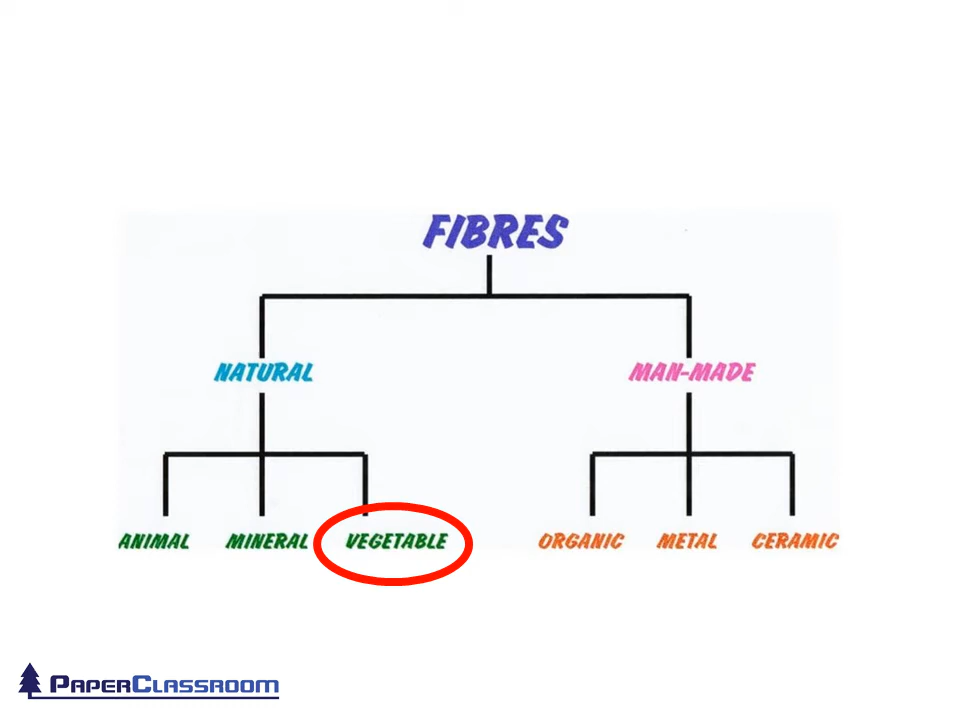 FIBRES
NATURAL MAN-MADE
ANIMAL MINERAL VEGETABLE ORGANIC METAL CERAMIC
PAPERCLASSROOM